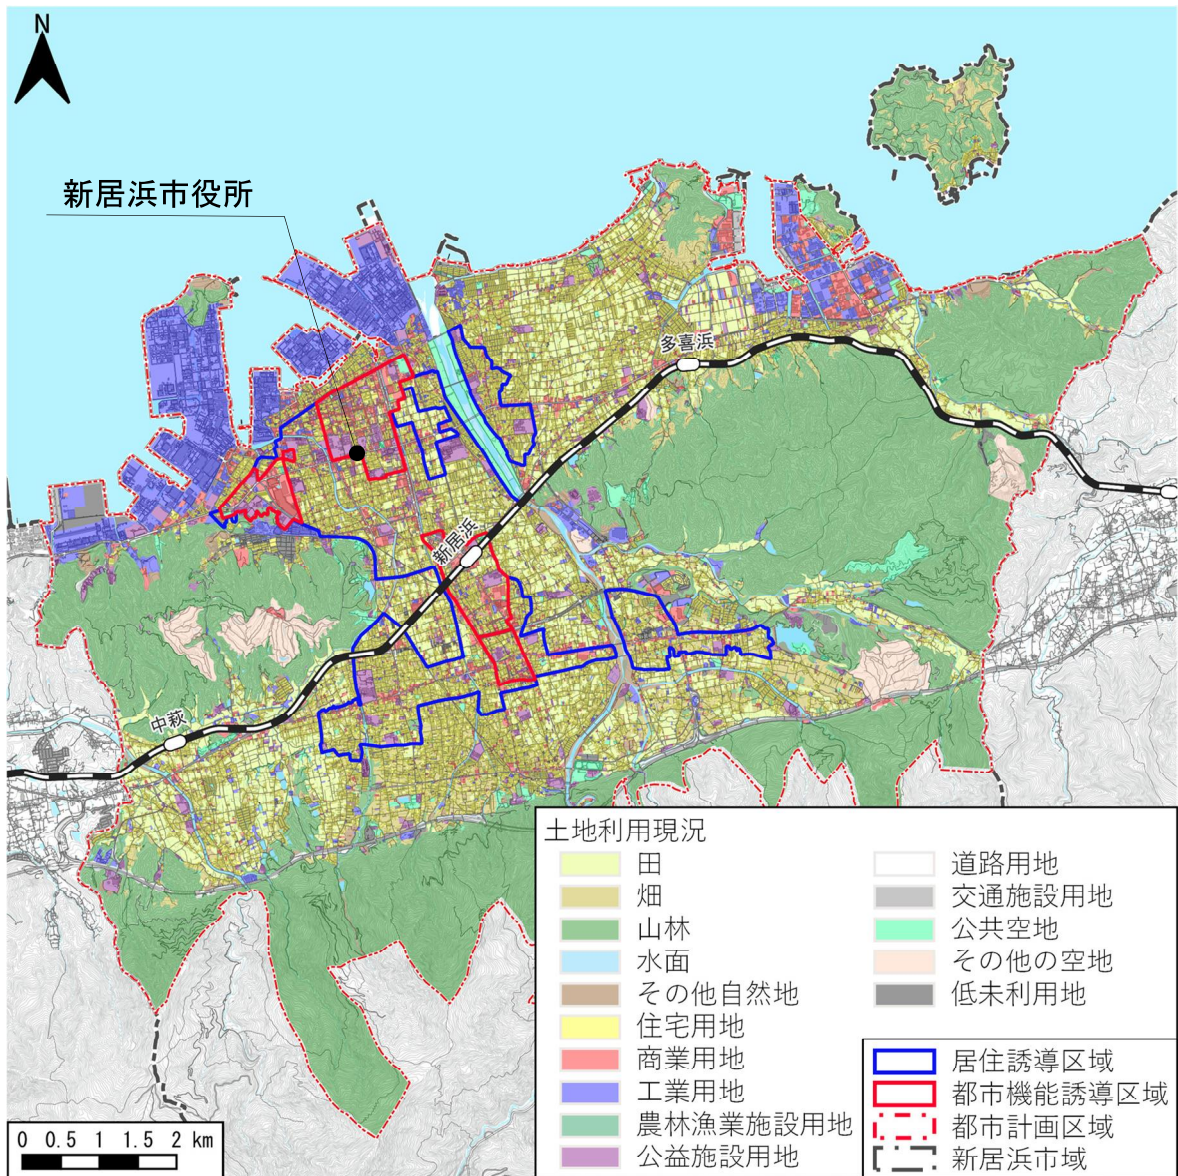 N
新居浜市役所
多喜浜
新居浜
中萩
土地利用現況
田
畑
山林
水面
その他自然地
住宅用地
商業用地
工業用地
農林漁業施設用地
公益施設用地
道路用地
交通施設用地
公共空地
その他の空地
低未利用地
居住誘導区域
都市機能誘導区域
都市計画区域
新居浜市域
0 0.5 1 1.5 2 km